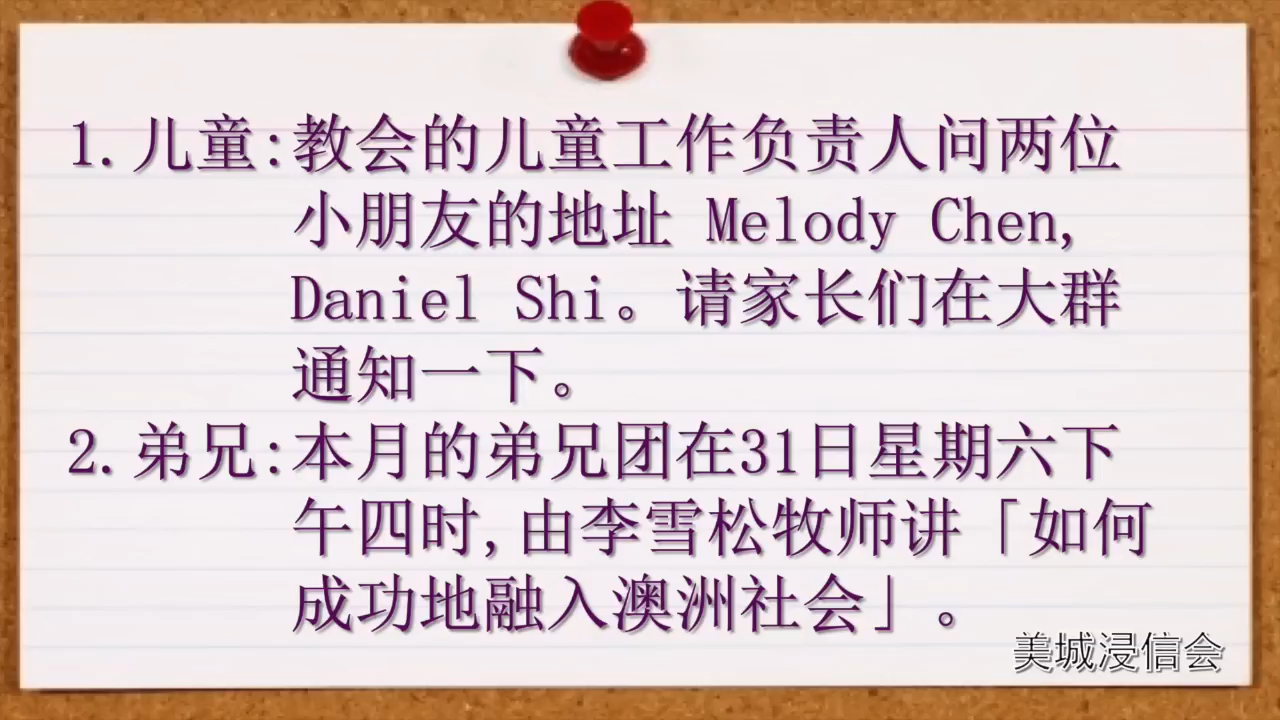 1.儿童:教会的儿童工作负责人问两位
小朋友的地址 Melody Chen,
Daniel Shi。请家长们在大群
通知一下。
2.弟兄:本月的弟兄团在31日星期六下
午四时,由李雪松牧师讲「如何
成功地融入澳洲社会」。
美城浸信会